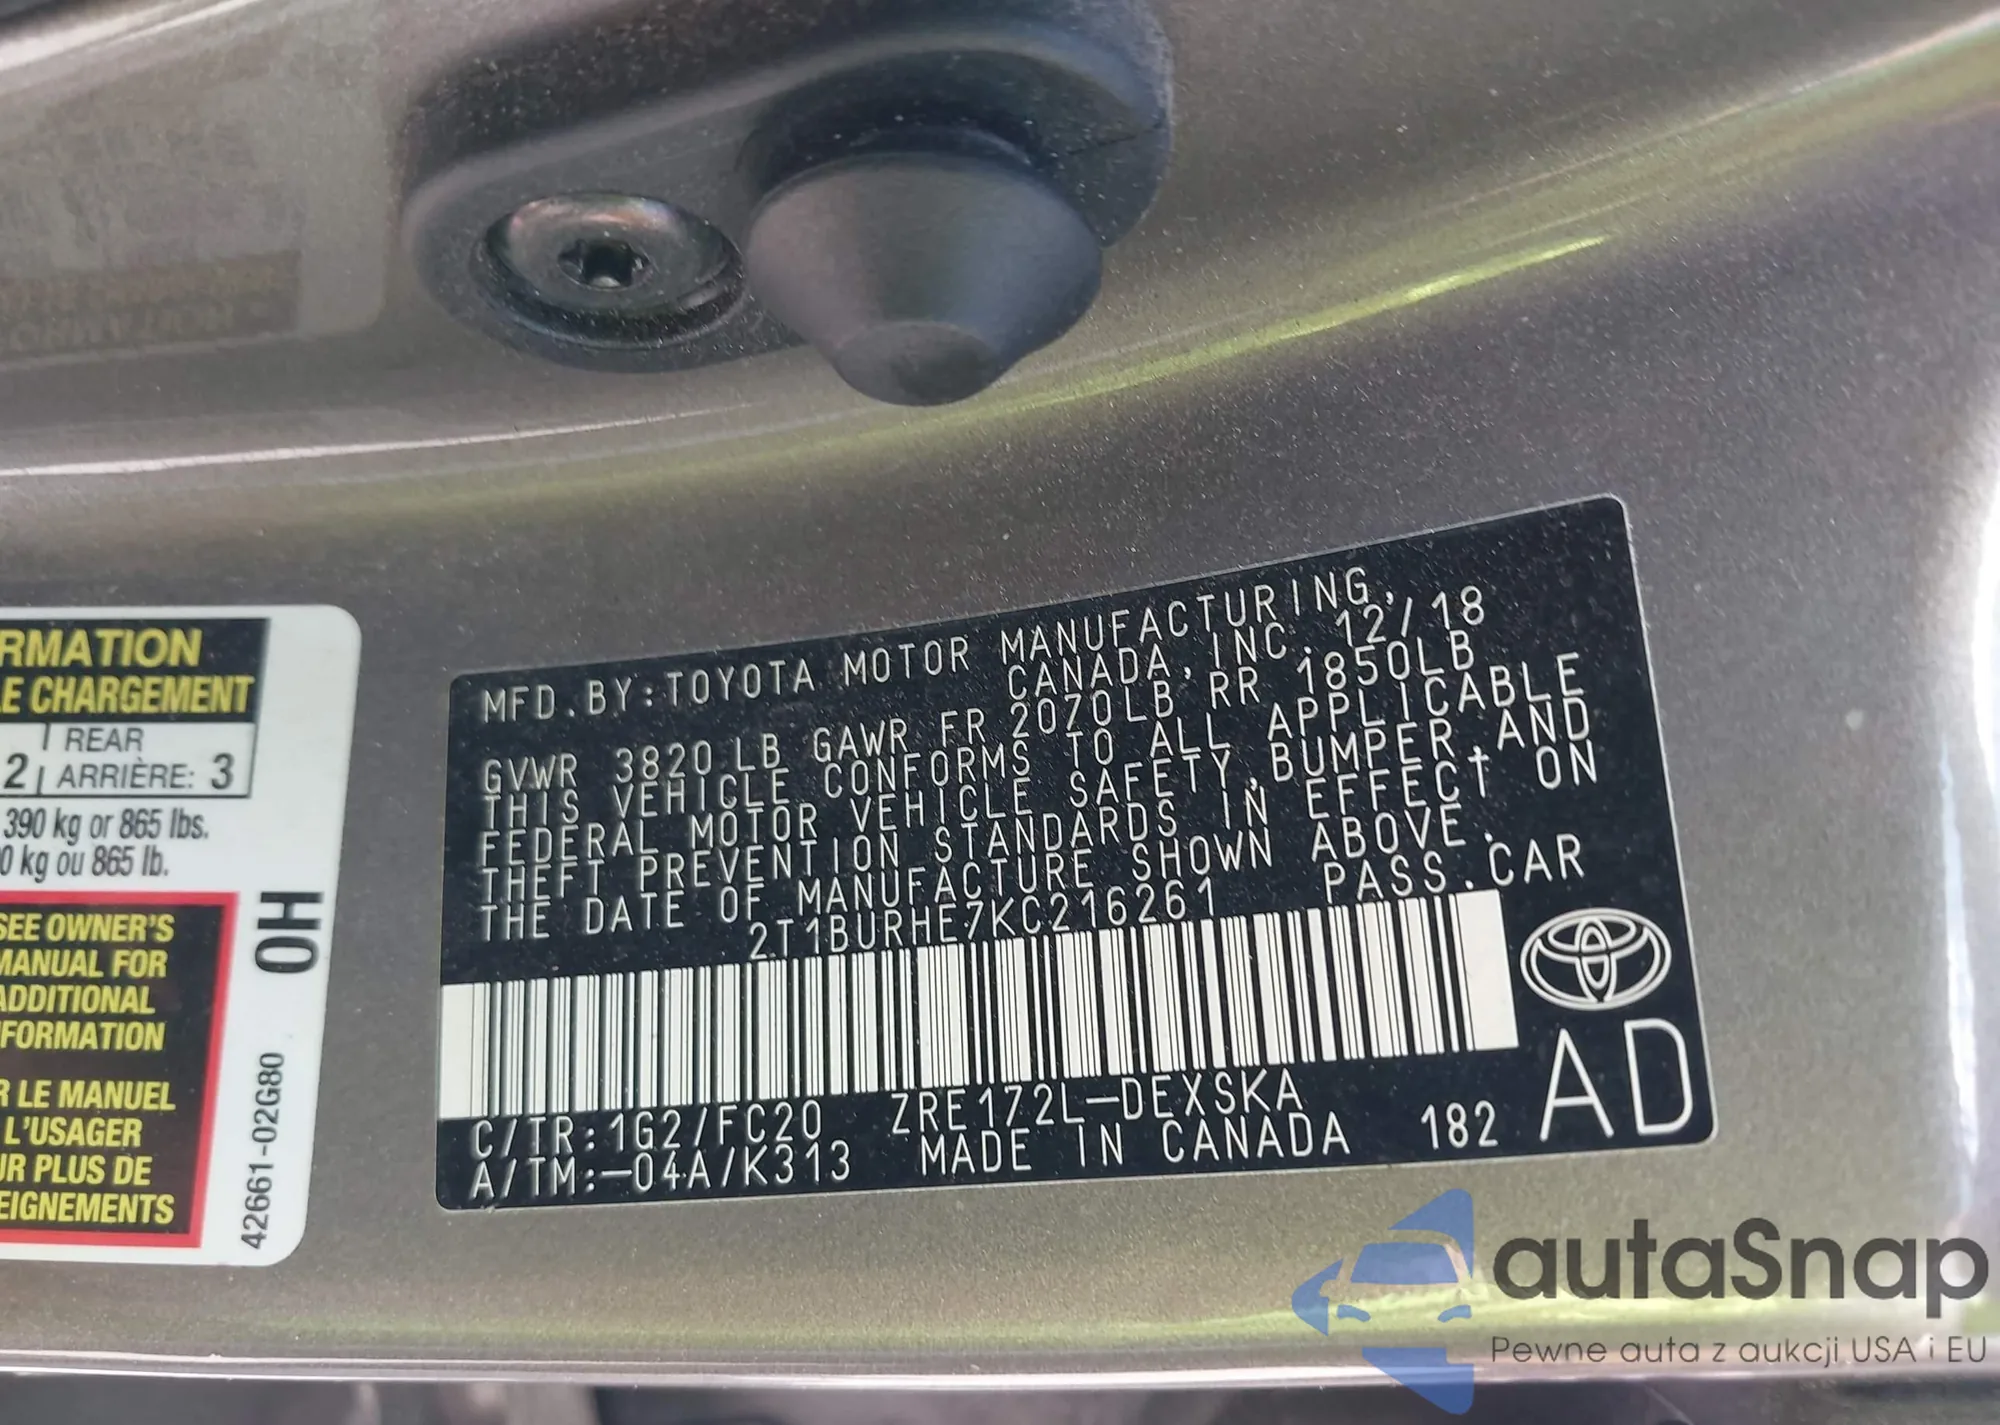 RMATION
LE CHARGEMENT
2 | REAR
ARRIÈRE: 3
390 kg or 865 lbs.
0 kg ou 865 lb.
SEE OWNER'S
MANUAL FOR
ADDITIONAL
FORMATION
R LE MANUEL
L'USAGER
UR PLUS DE
EIGNEMENTS
OH
42661-02G80
MFD.BY:TOYOTA MOTOR MANUFACTURING,
CANADA,INC. 12/18
GVWR 3820 LB GAWR FR 2070LB RR 1850LB
THIS VEHICLE CONFORMS TO ALL APPLICABLE
FEDERAL MOTOR VEHICLE SAFETY,BUMPER,AND
THEFT PREVENTION STANDARDS IN EFFECT ON
THE DATE OF MANUFACTURE SHOWN ABOVE.
2T1BURHE7KC216261 PASS.CAR
C/TR:1G2/FC20 ZRE172L-DEXSKA
A/TM:-04A/K313 MADE IN CANADA 182
AD
autaSnap
Pewne auta z aukcji USA i EU